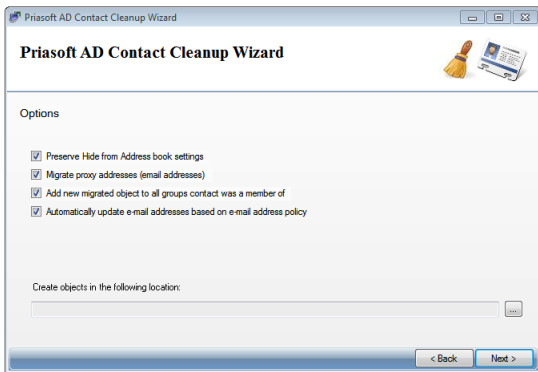 Priasoft AD Contact Cleanup Wizard
Priasoft AD Contact Cleanup Wizard
Options
Preserve Hide from Address book settings
Migrate proxy addresses (email addresses)
Add new migrated object to all groups contact was a member of
Automatically update e-mail addresses based on e-mail address policy
Create objects in the following location:
...
< Back Next >